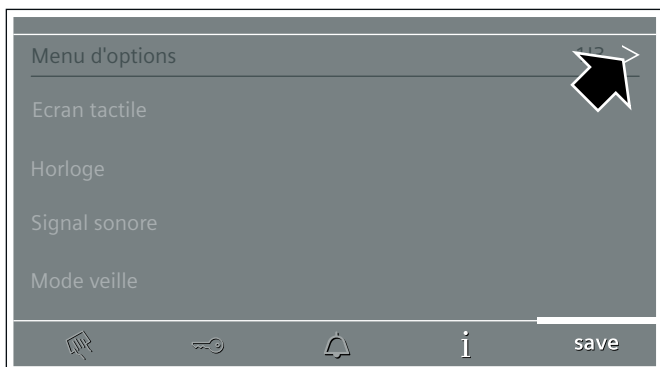 Menu d'options
Ecran tactile
Horloge
Signal sonore
Mode veille
i save